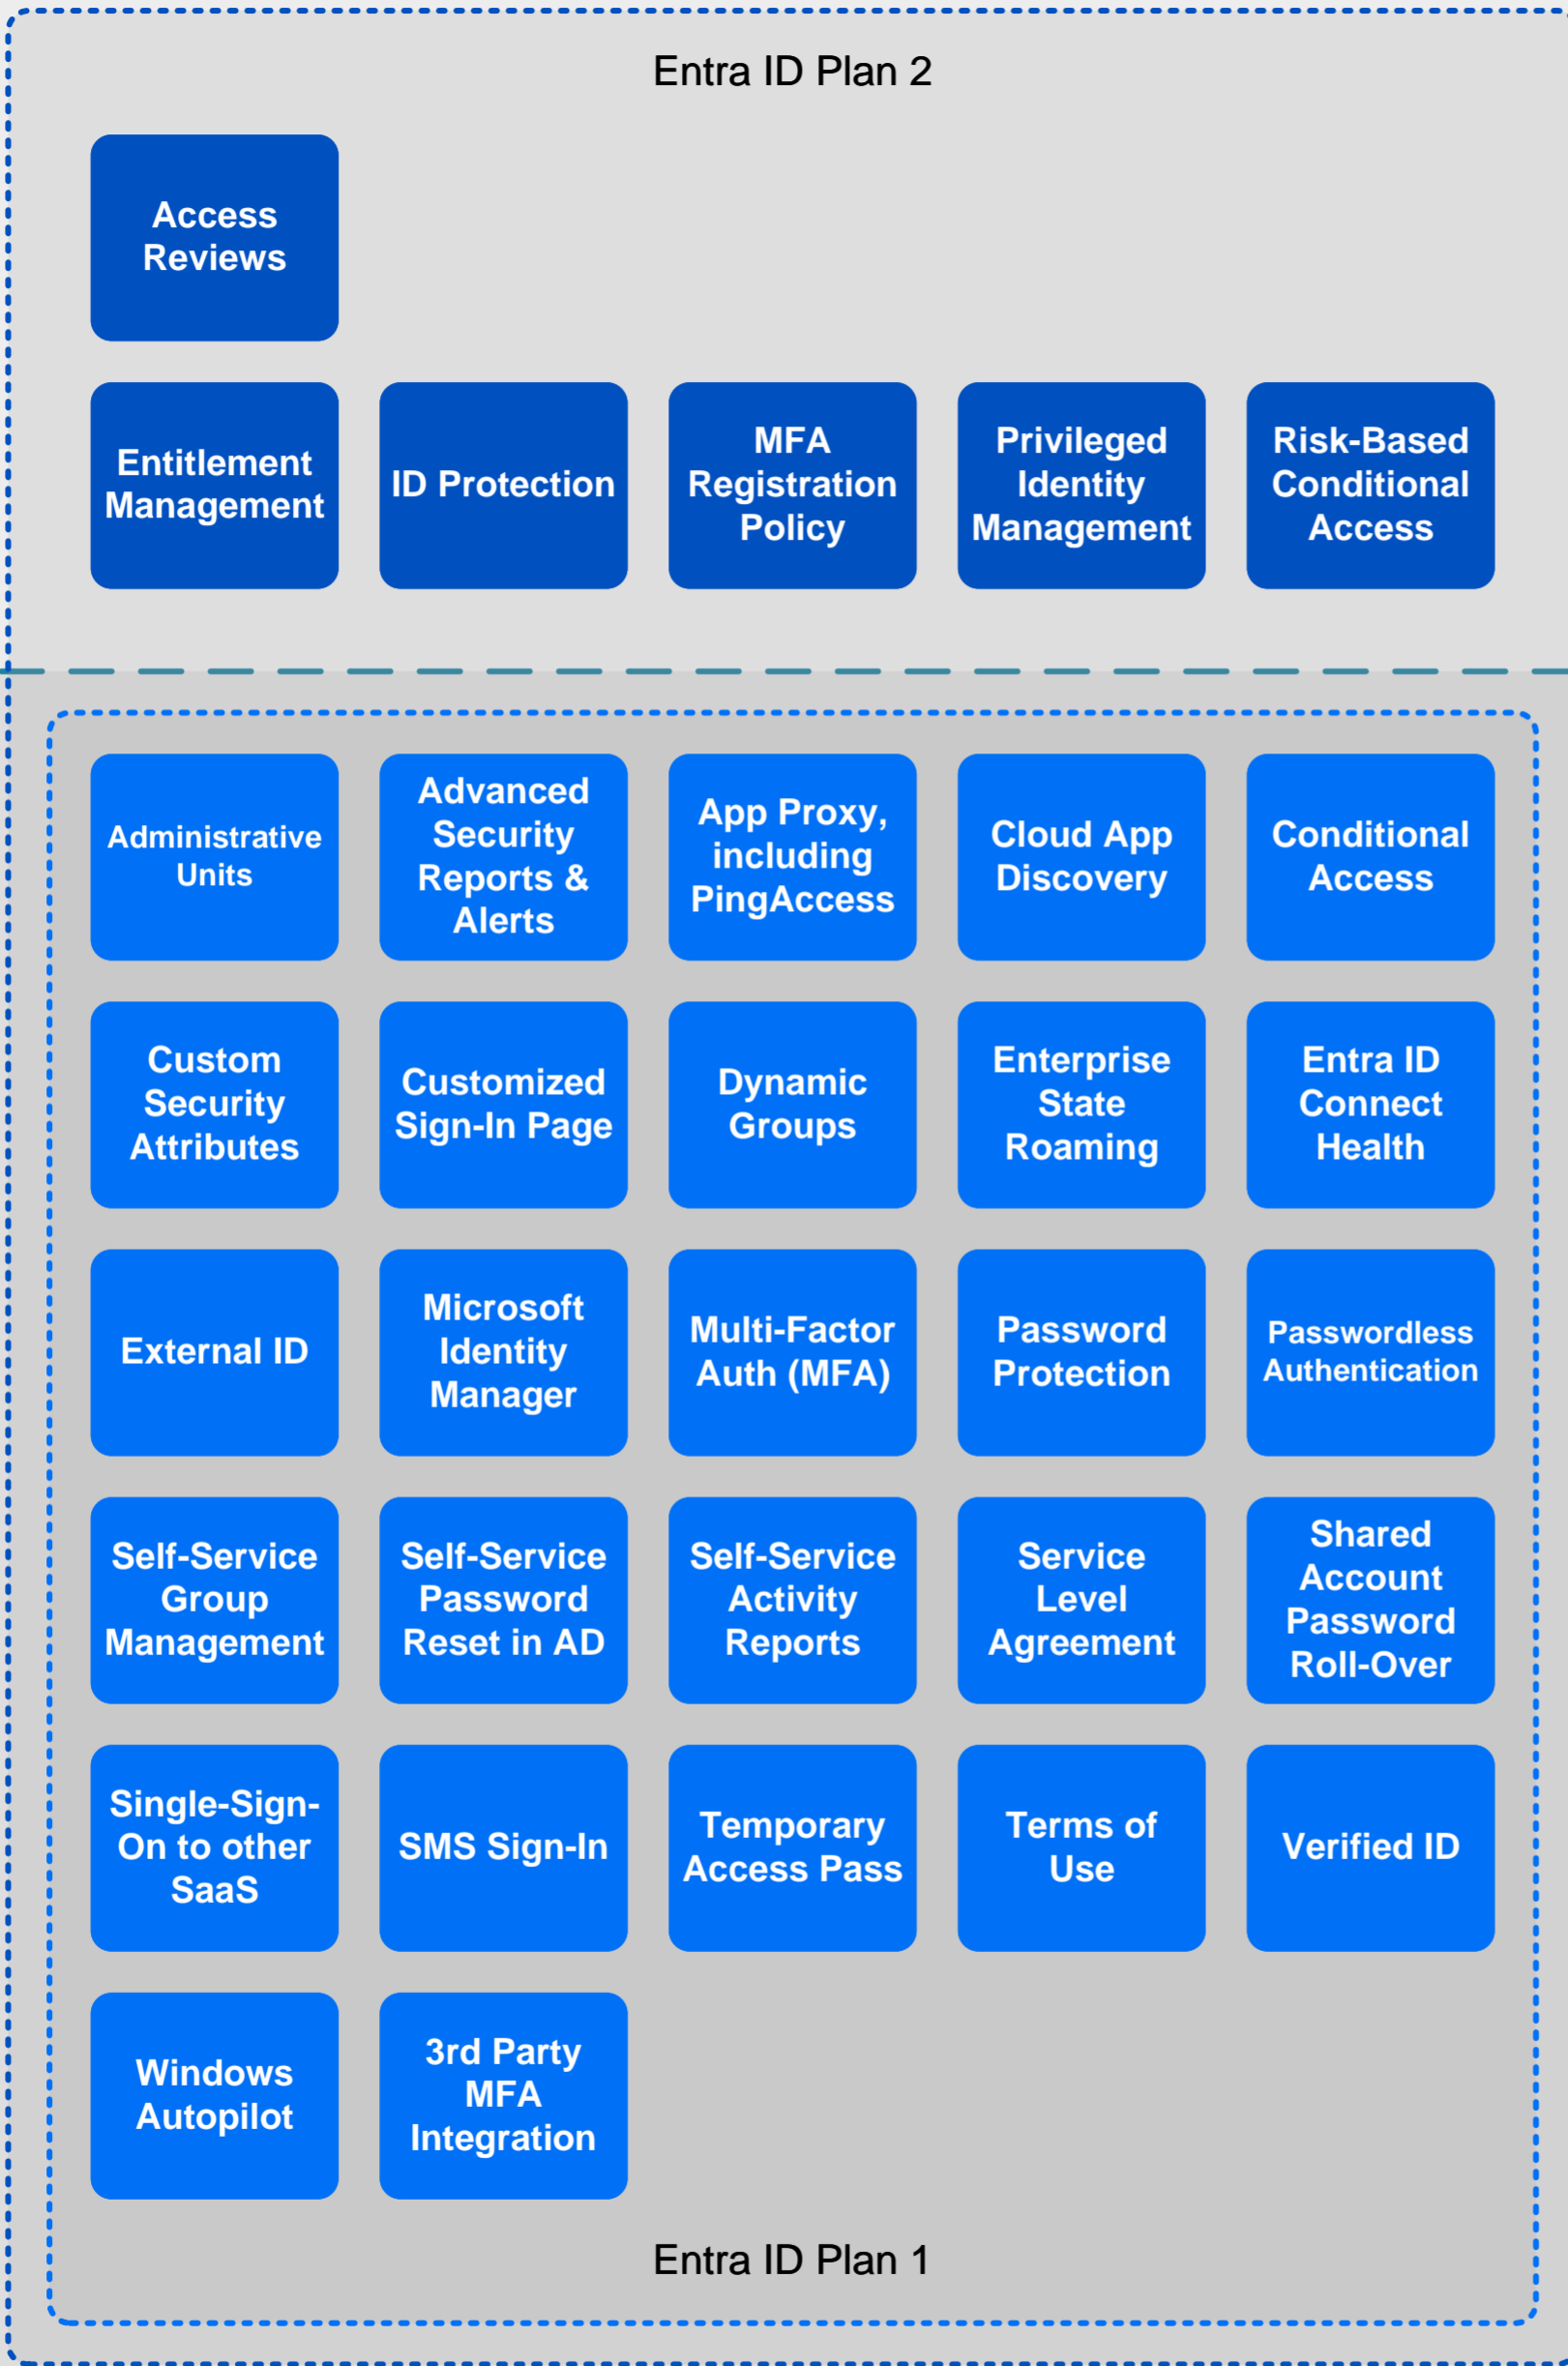 Entra ID Plan 2
Access
Reviews
Entitlement
Management
ID Protection
MFA
Registration
Policy
Privileged
Identity
Management
Risk-Based
Conditional
Access
Administrative
Units
Advanced
Security
Reports &
Alerts
App Proxy,
including
PingAccess
Cloud App
Discovery
Conditional
Access
Custom
Security
Attributes
Customized
Sign-In Page
Dynamic
Groups
Enterprise
State
Roaming
Entra ID
Connect
Health
External ID
Microsoft
Identity
Manager
Multi-Factor
Auth (MFA)
Password
Protection
Passwordless
Authentication
Self-Service
Group
Management
Self-Service
Password
Reset in AD
Self-Service
Activity
Reports
Service
Level
Agreement
Shared
Account
Password
Roll-Over
Single-Sign-
On to other
SaaS
SMS Sign-In
Temporary
Access Pass
Terms of
Use
Verified ID
Windows
Autopilot
3rd Party
MFA
Integration
Entra ID Plan 1